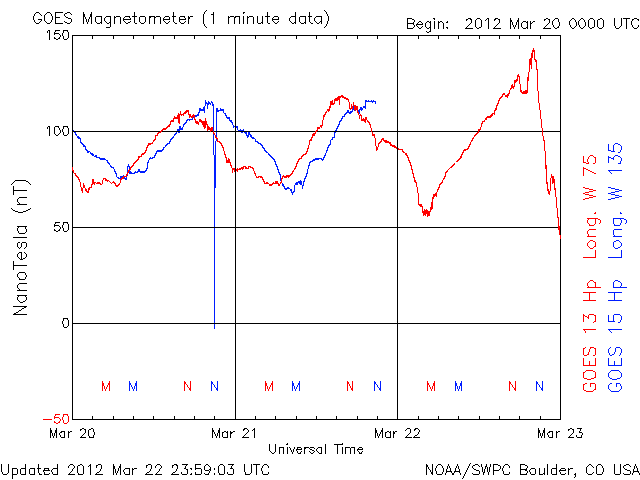 GOES Magnetometer (1 minute data)
Begin: 2012 Mar 20 0000 UTC
150
100
50
0
-50
NanoTesla (nT)
M M N N M M N N M M N N
Mar 20 Mar 21 Mar 22 Mar 23
Universal Time
GOES 13 Hp Long. W 75
GOES 15 Hp Long. W 135
Updated 2012 Mar 22 23:59:03 UTC
NOAA/SWPC Boulder, CO USA